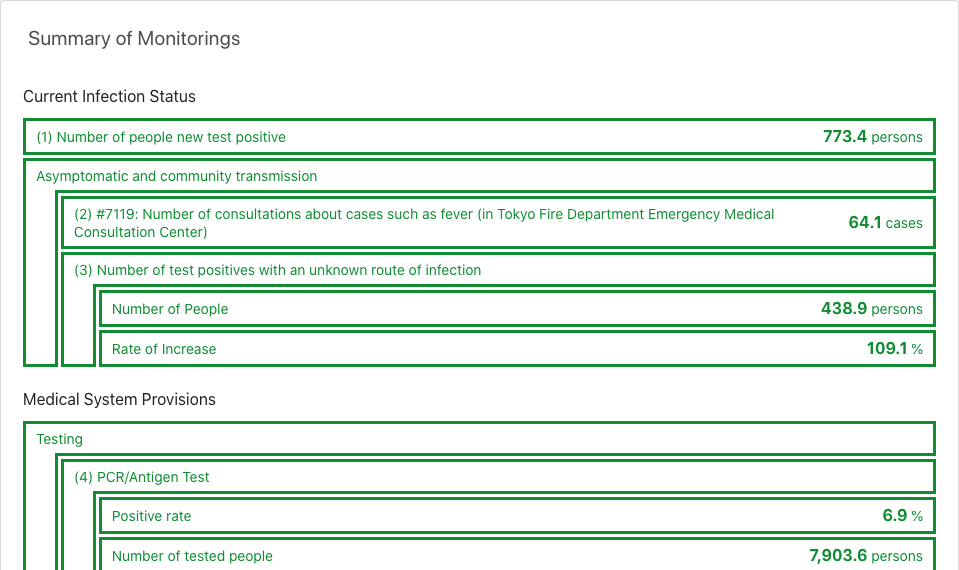 Summary of Monitorings
Current Infection Status
(1) Number of people new test positive 773.4 persons
Asymptomatic and community transmission
(2) #7119: Number of consultations about cases such as fever (in Tokyo Fire Department Emergency Medical
Consultation Center) 64.1 cases
(3) Number of test positives with an unknown route of infection
Number of People 438.9 persons
Rate of Increase 109.1 %
Medical System Provisions
Testing
(4) PCR/Antigen Test
Positive rate 6.9 %
Number of tested people 7,903.6 persons